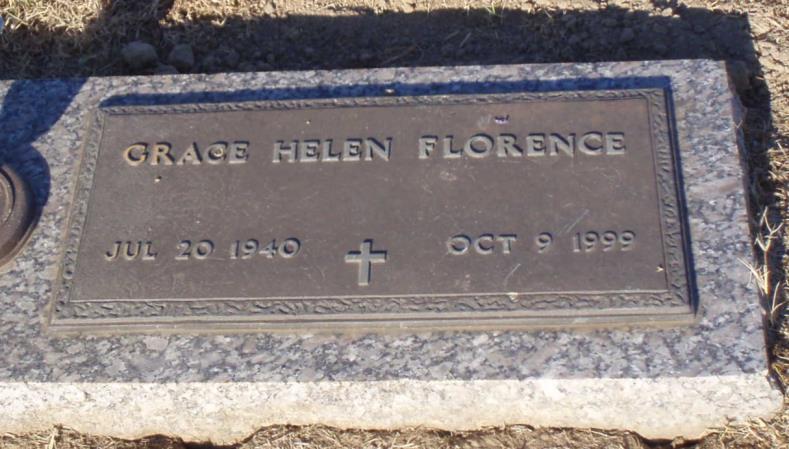 GRACE HELEN FLORENCE
JUL 20 1940 OCT 9 1999